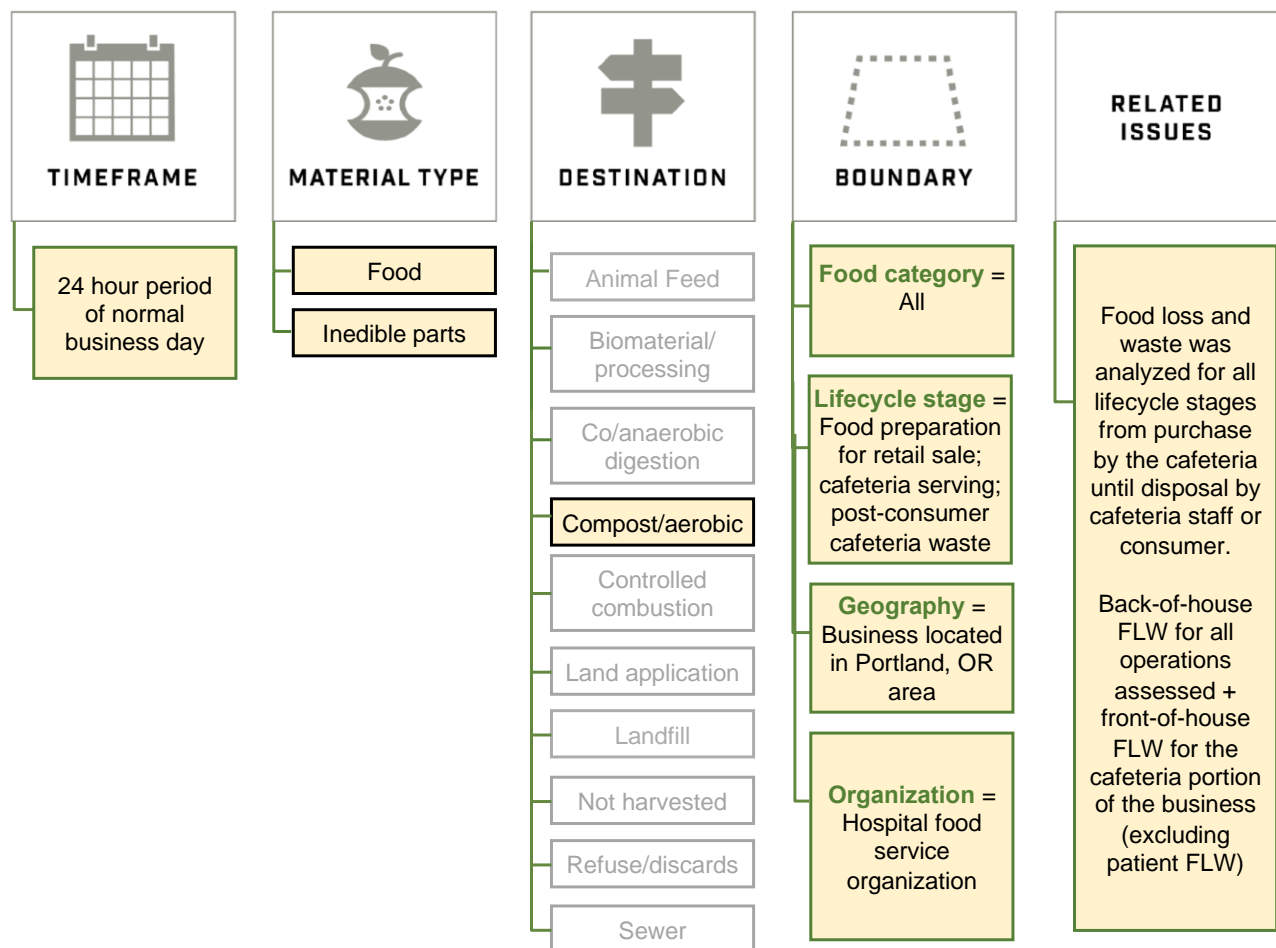 TIMEFRAME
24 hour period
of normal
business day
MATERIAL TYPE
Food
Inedible parts
DESTINATION
Animal Feed
Biomaterial/
processing
Co/anaerobic
digestion
Compost/aerobic
Controlled
combustion
Land application
Landfill
Not harvested
Refuse/discards
Sewer
BOUNDARY
Food category =
All
Lifecycle stage =
Food preparation
for retail sale;
cafeteria serving;
post-consumer
cafeteria waste
Geography =
Business located
in Portland, OR
area
Organization =
Hospital food
service
organization
RELATED
ISSUES
Food loss and
waste was
analyzed for all
lifecycle stages
from purchase
by the cafeteria
until disposal by
cafeteria staff or
consumer.
Back-of-house
FLW for all
operations
assessed +
front-of-house
FLW for the
cafeteria portion
of the business
(excluding
patient FLW)